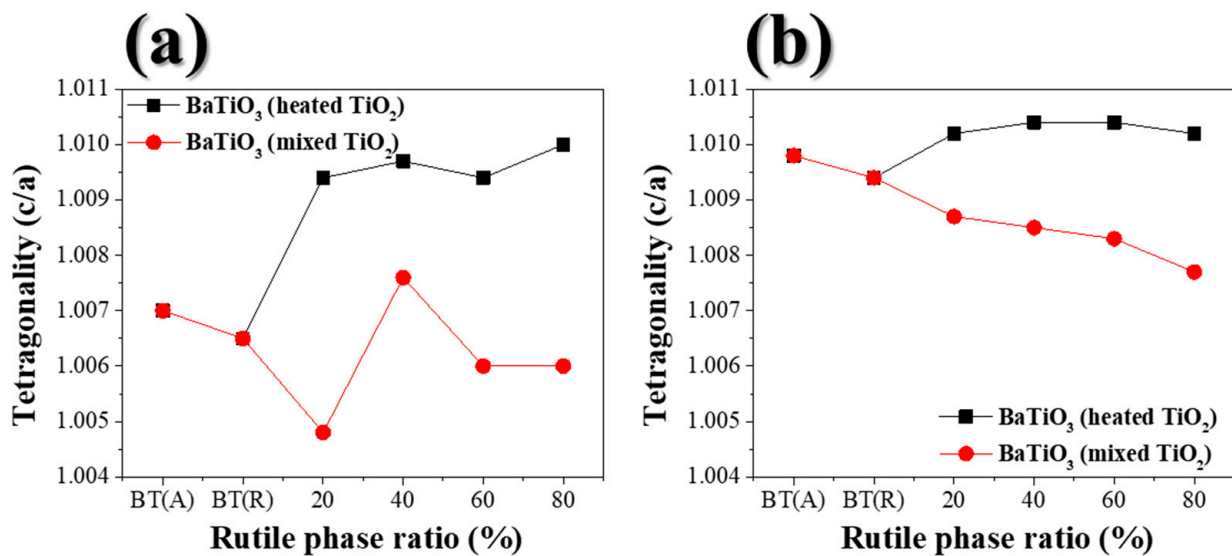 (a)
1.011
1.010
1.009
1.008
1.007
1.006
1.005
1.004
Tetragonality (c/a)
BaTiO3 (heated TiO2)
BaTiO3 (mixed TiO2)
BT(A) BT(R) 20 40 60 80
Rutile phase ratio (%)
(b)
1.011
1.010
1.009
1.008
1.007
1.006
1.005
1.004
Tetragonality (c/a)
BaTiO3 (heated TiO2)
BaTiO3 (mixed TiO2)
BT(A) BT(R) 20 40 60 80
Rutile phase ratio (%)